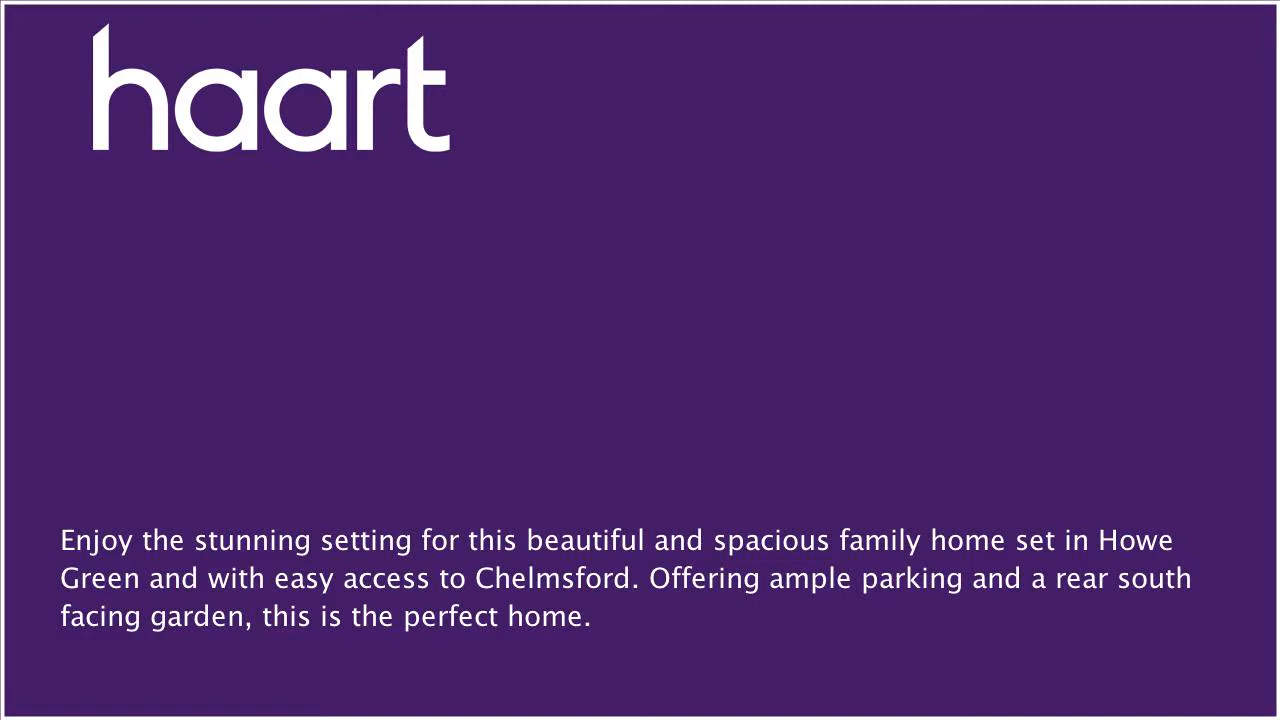 haart
Enjoy the stunning setting for this beautiful and spacious family home set in Howe
Green and with easy access to Chelmsford. Offering ample parking and a rear south
facing garden, this is the perfect home.